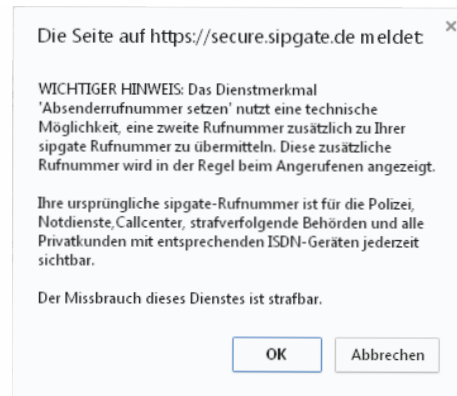 Die Seite auf https://secure.sipgate.de meldet:
WICHTIGER HINWEIS: Das Dienstmerkmal
'Absenderrufnummer setzen' nutzt eine technische
Möglichkeit, eine zweite Rufnummer zusätzlich zu Ihrer
sipgate Rufnummer zu übermitteln. Diese zusätzliche
Rufnummer wird in der Regel beim Angerufenen angezeigt.
Ihre ursprüngliche sipgate-Rufnummer ist für die Polizei,
Notdienste,Callcenter, strafverfolgende Behörden und alle
Privatkunden mit entsprechenden ISDN-Geräten jederzeit
sichtbar.
Der Missbrauch dieses Dienstes ist strafbar.
OK Abbrechen